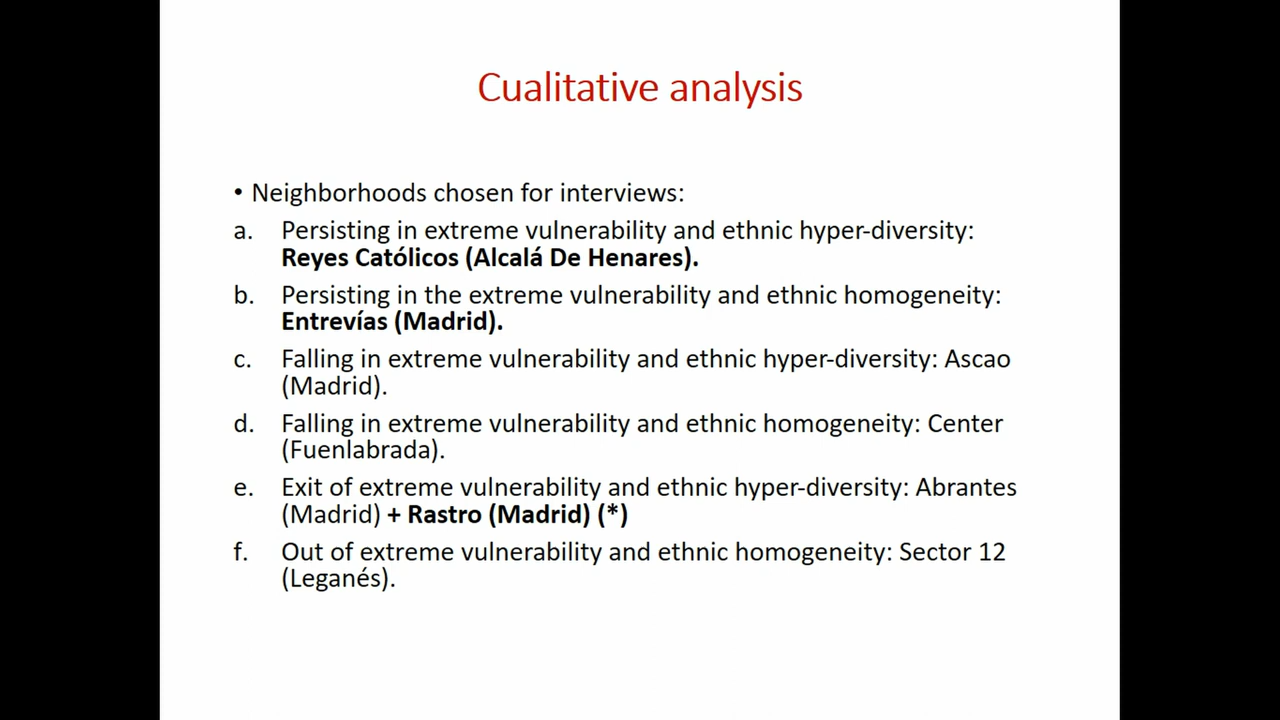 Cualitative analysis
• Neighborhoods chosen for interviews:
a. Persisting in extreme vulnerability and ethnic hyper-diversity:
Reyes Católicos (Alcalá De Henares).
b. Persisting in the extreme vulnerability and ethnic homogeneity:
Entrevías (Madrid).
c. Falling in extreme vulnerability and ethnic hyper-diversity: Ascao
(Madrid).
d. Falling in extreme vulnerability and ethnic homogeneity: Center
(Fuenlabrada).
e. Exit of extreme vulnerability and ethnic hyper-diversity: Abrantes
(Madrid) + Rastro (Madrid) (*)
f. Out of extreme vulnerability and ethnic homogeneity: Sector 12
(Leganés).